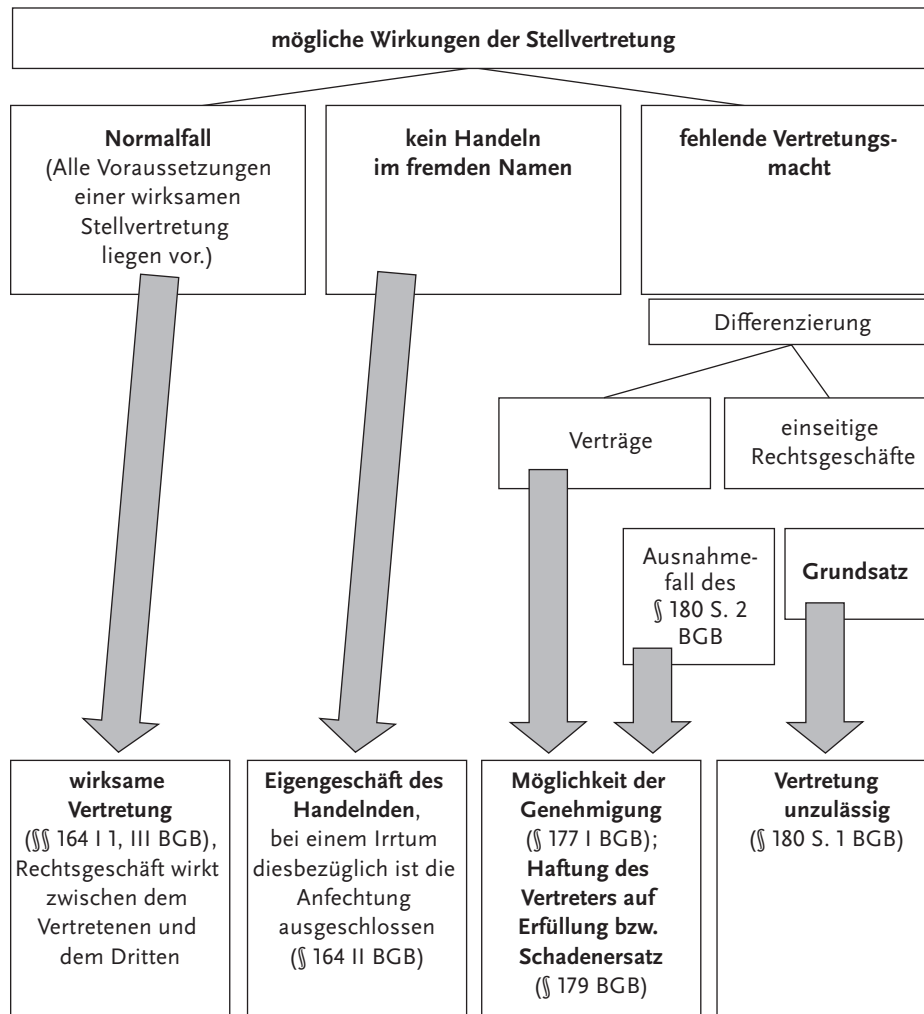 mögliche Wirkungen der Stellvertretung
Normalfall
(Alle Voraussetzungen
einer wirksamen
Stellvertretung
liegen vor.)
kein Handeln
im fremden Namen
fehlende Vertretungs-
macht
Differenzierung
Verträge
einseitige
Rechtsgeschäfte
Ausnahme-
fall des
§ 180 S. 2
BGB
Grundsatz
wirksame
Vertretung
(§§ 164 I 1, III BGB),
Rechtsgeschäft wirkt
zwischen dem
Vertretenen und
dem Dritten
Eigengeschäft des
Handelnden,
bei einem Irrtum
diesbezüglich ist die
Anfechtung
ausgeschlossen
(§ 164 II BGB)
Möglichkeit der
Genehmigung
(§ 177 I BGB);
Haftung des
Vertreters auf
Erfüllung bzw.
Schadenersatz
(§ 179 BGB)
Vertretung
unzulässig
(§ 180 S. 1 BGB)